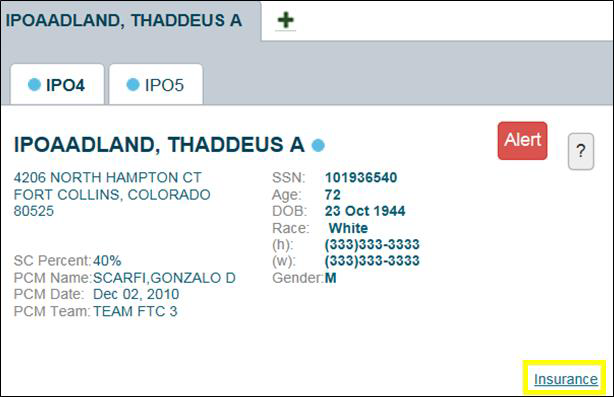 IPOAADLAND, THADDEUS A
IPO4 IPO5
IPOAADLAND, THADDEUS A
Alert
?
4206 NORTH HAMPTON CT
FORT COLLINS, COLORADO
80525
SSN: 101936540
Age: 72
DOB: 23 Oct 1944
Race: White
(h): (333)333-3333
(w): (333)333-3333
Gender:M
SC Percent:40%
PCM Name:SCARFI,GONZALO D
PCM Date: Dec 02, 2010
PCM Team: TEAM FTC 3
Insurance